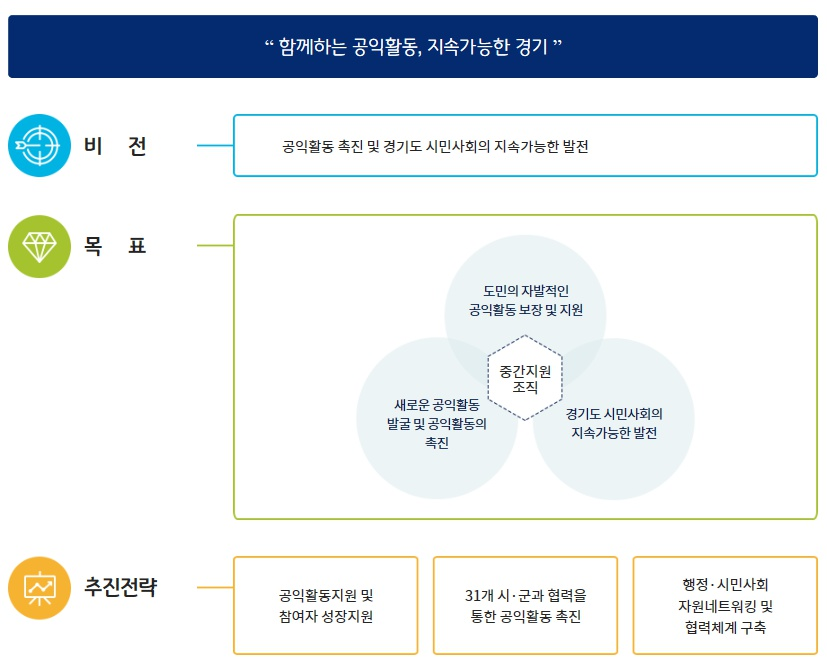 “ 함께하는 공익활동, 지속가능한 경기 ”
비 전
공익활동 촉진 및 경기도 시민사회의 지속가능한 발전
목 표
도민의 자발적인
공익활동 보장 및 지원
중간지원
조직
새로운 공익활동
발굴 및 공익활동의
촉진
경기도 시민사회의
지속가능한 발전
추진전략
공익활동지원 및
참여자 성장지원
31개 시·군과 협력을
통한 공익활동 촉진
행정·시민사회
자원네트워킹 및
협력체계 구축